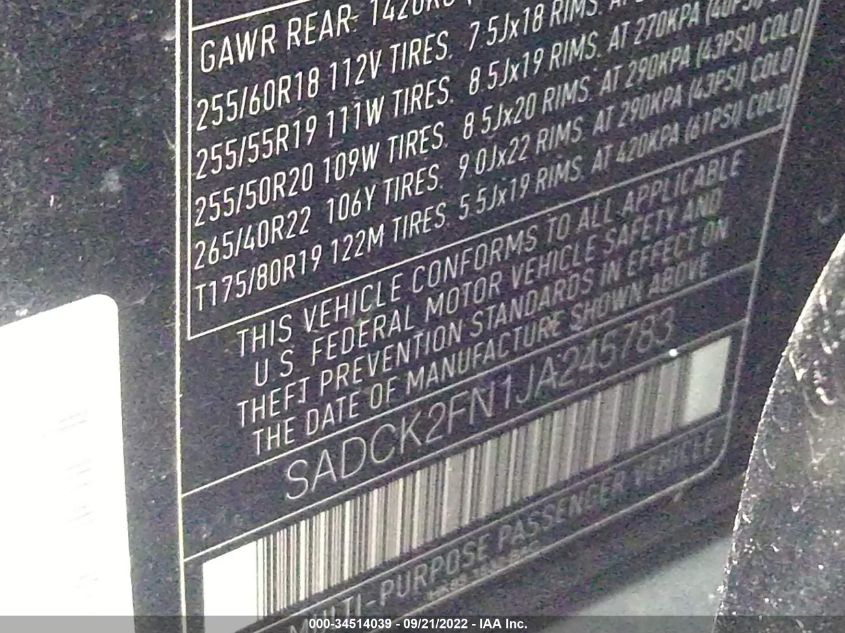 GAWR REAR: 1420KG
255/60R18 112V TIRES. 7.5Jx18 RIMS. AT
255/55R19 111W TIRES. 8.5Jx19 RIMS. AT 270KPA (40PSI)
255/50R20 109W TIRES. 8.5Jx20 RIMS. AT 290KPA (43PSI) COLD
265/40R22 106Y TIRES. 9.0Jx22 RIMS. AT 290KPA (43PSI) COLD
T175/80R19 122M TIRES. 5.5Jx19 RIMS. AT 420KPA (61PSI) COLD
THIS VEHICLE CONFORMS TO ALL APPLICABLE
U.S. FEDERAL MOTOR VEHICLE SAFETY AND
THEFT PREVENTION STANDARDS IN EFFECT ON
THE DATE OF MANUFACTURE SHOWN ABOVE
SADCK2FN1JA245783
MULTI-PURPOSE PASSENGER VEHICLE
000-34514039 - 09/21/2022 - IAA Inc.